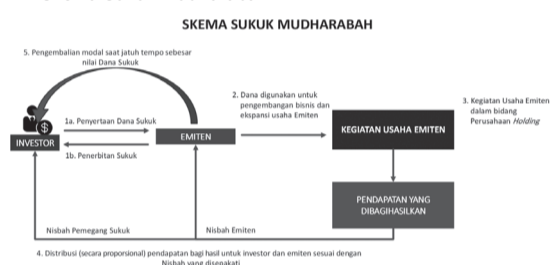 SKEMA SUKUK MUDHARABAH
5. Pengembalian modal saat jatuh tempo sebesar
nilai Dana Sukuk
$
INVESTOR
1a. Penyertaan Dana Sukuk
1b. Penerbitan Sukuk
EMITEN
2. Dana digunakan untuk
pengembangan bisnis dan
ekspansi usaha Emiten
KEGIATAN USAHA EMITEN
3. Kegiatan Usaha Emiten
dalam bidang
Perusahaan Holding
PENDAPATAN YANG
DIBAGIHASILKAN
Nisbah Pemegang Sukuk
Nisbah Emiten
4. Distribusi (secara proporsional) pendapatan bagi hasil untuk investor dan emiten sesuai dengan
Nisbah yang disepakati